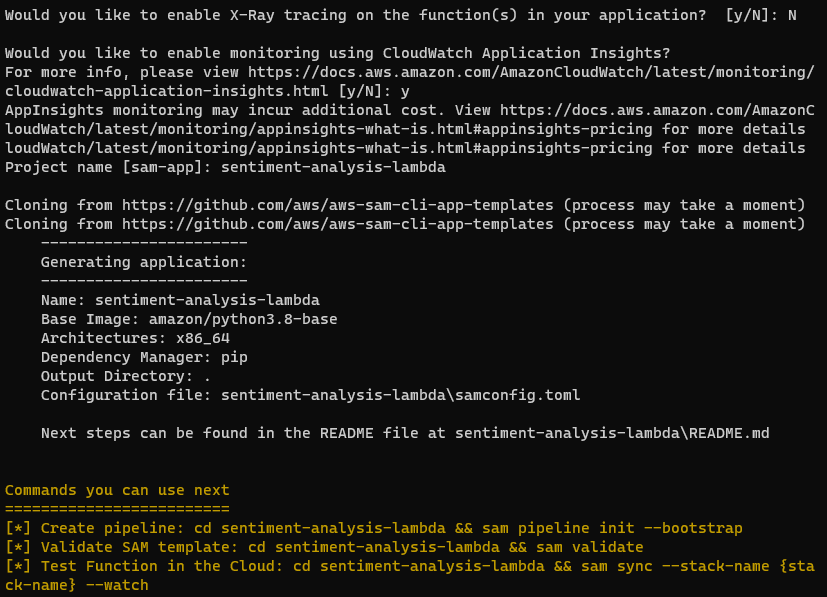 Would you like to enable X-Ray tracing on the function(s) in your application?  [y/N]: N
Would you like to enable monitoring using CloudWatch Application Insights?
For more info, please view https://docs.aws.amazon.com/AmazonCloudWatch/latest/monitoring/
cloudwatch-application-insights.html [y/N]: y
AppInsights monitoring may incur additional cost. View https://docs.aws.amazon.com/AmazonC
loudWatch/latest/monitoring/appinsights-what-is.html#appinsights-pricing for more details
loudWatch/latest/monitoring/appinsights-what-is.html#appinsights-pricing for more details
Project name [sam-app]: sentiment-analysis-lambda
Cloning from https://github.com/aws/aws-sam-cli-app-templates (process may take a moment)
Cloning from https://github.com/aws/aws-sam-cli-app-templates (process may take a moment)
-----------------------
Generating application:
-----------------------
Name: sentiment-analysis-lambda
Base Image: amazon/python3.8-base
Architectures: x86_64
Dependency Manager: pip
Output Directory: .
Configuration file: sentiment-analysis-lambda\samconfig.toml
Next steps can be found in the README file at sentiment-analysis-lambda\README.md
Commands you can use next
=========================
[*] Create pipeline: cd sentiment-analysis-lambda && sam pipeline init --bootstrap
[*] Validate SAM template: cd sentiment-analysis-lambda && sam validate
[*] Test Function in the Cloud: cd sentiment-analysis-lambda && sam sync --stack-name {sta
ck-name} --watch